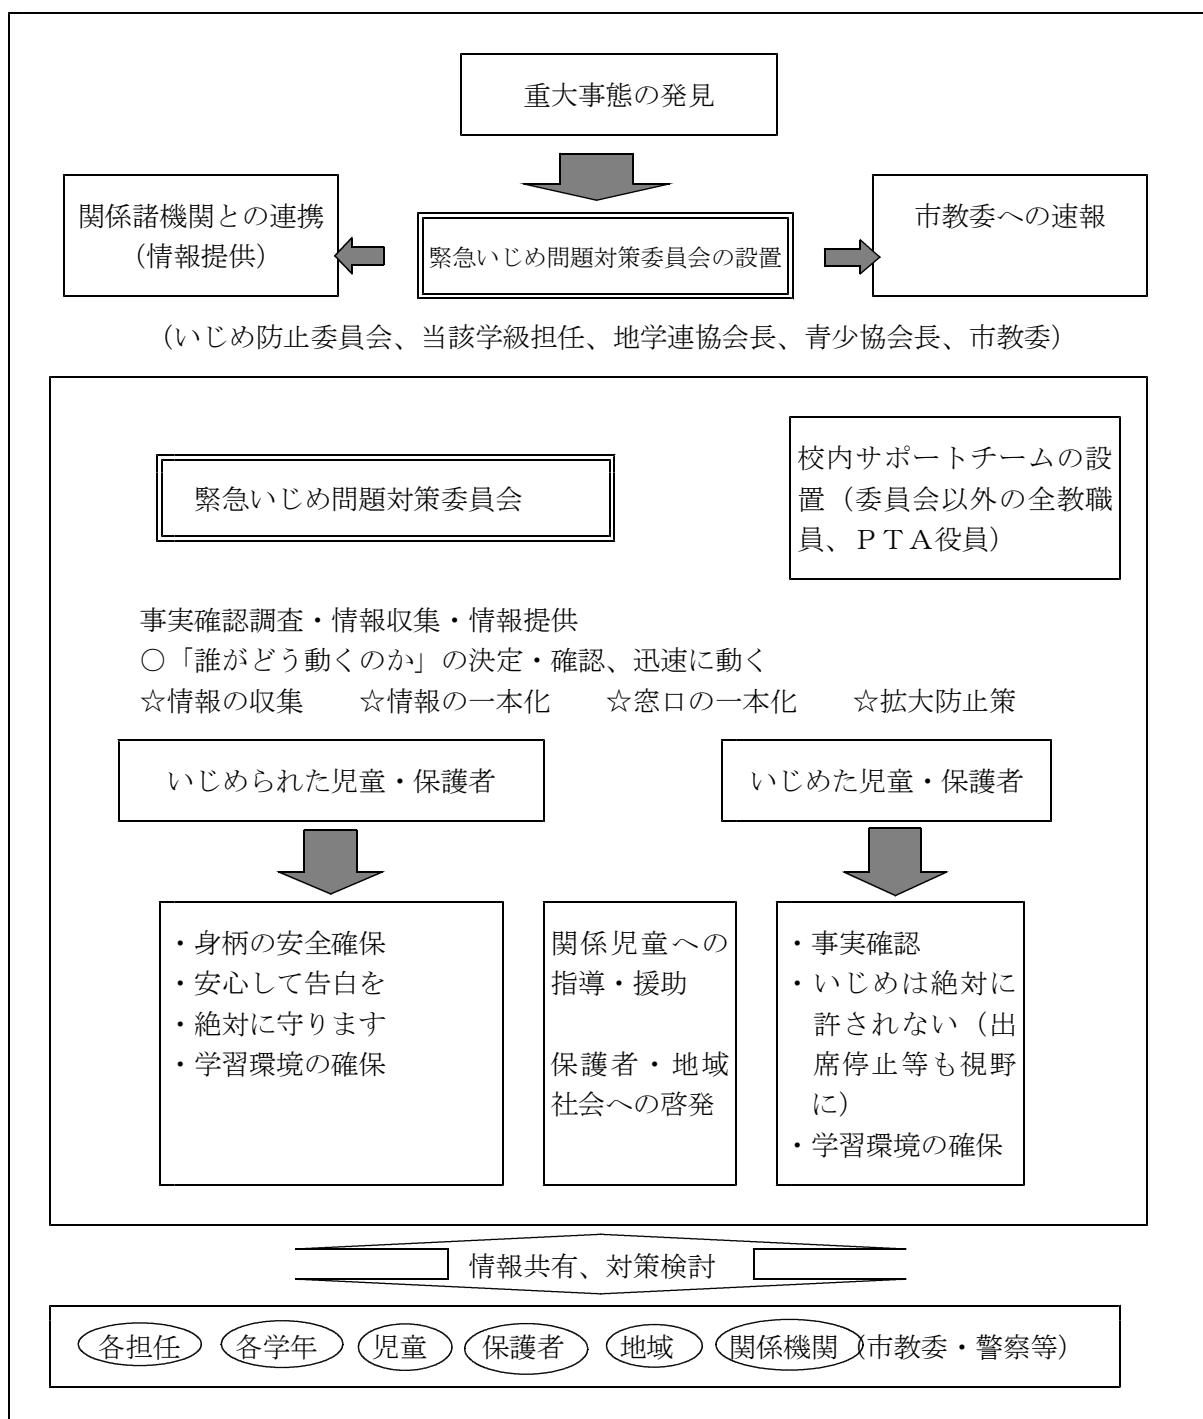 重大事態の発見
関係諸機関との連携
（情報提供）
緊急いじめ問題対策委員会の設置
市教委への速報
（いじめ防止委員会、当該学級担任、地学連協会長、青少協会長、市教委）
緊急いじめ問題対策委員会
校内サポートチームの設
置（委員会以外の全教職
員、ＰＴＡ役員）
事実確認調査・情報収集・情報提供
○「誰がどう動くのか」の決定・確認、迅速に動く
☆情報の収集　　☆情報の一本化　　☆窓口の一本化　　☆拡大防止策
いじめられた児童・保護者
いじめた児童・保護者
・身柄の安全確保
・安心して告白を
・絶対に守ります
・学習環境の確保
関係児童への
指導・援助
保護者・地域
社会への啓発
・事実確認
・いじめは絶対に
許されない（出
席停止等も視野
に）
・学習環境の確保
情報共有、対策検討
各担任　各学年　児童　保護者　地域　関係機関（市教委・警察等）